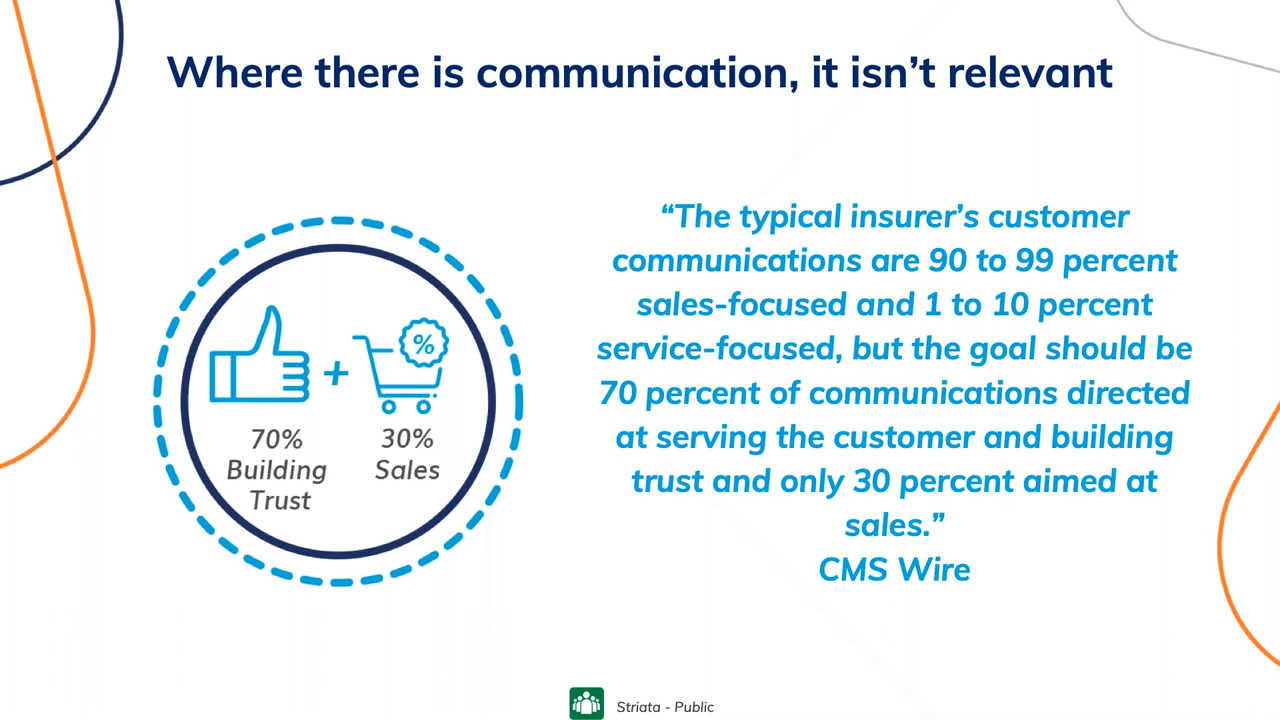 Where there is communication, it isn’t relevant
“The typical insurer’s customer
communications are 90 to 99 percent
sales-focused and 1 to 10 percent
service-focused, but the goal should be
70 percent of communications directed
at serving the customer and building
trust and only 30 percent aimed at
sales.”
CMS Wire
%
+
70%
Building
Trust
30%
Sales
Striata - Public